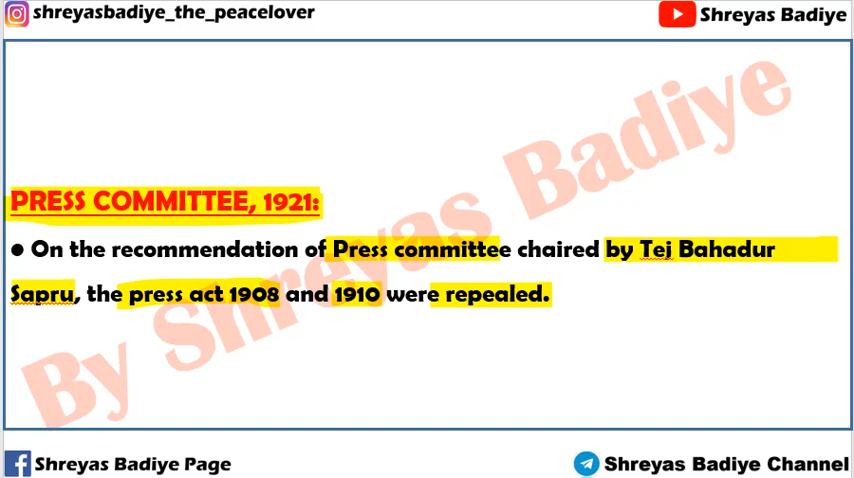 shreyasbadiye_the_peacelover
Shreyas Badiye
By Shreyas Badiye
PRESS COMMITTEE, 1921:
● On the recommendation of Press committee chaired by Tej Bahadur
Sapru, the press act 1908 and 1910 were repealed.
Shreyas Badiye Page
Shreyas Badiye Channel